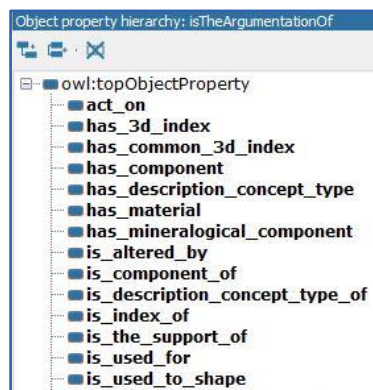 Object property hierarchy: isTheArgumentationOf
owl:topObjectProperty
act_on
has_3d_index
has_common_3d_index
has_component
has_description_concept_type
has_material
has_mineralogical_component
is_altered_by
is_component_of
is_description_concept_type_of
is_index_of
is_the_support_of
is_used_for
is_used_to_shape